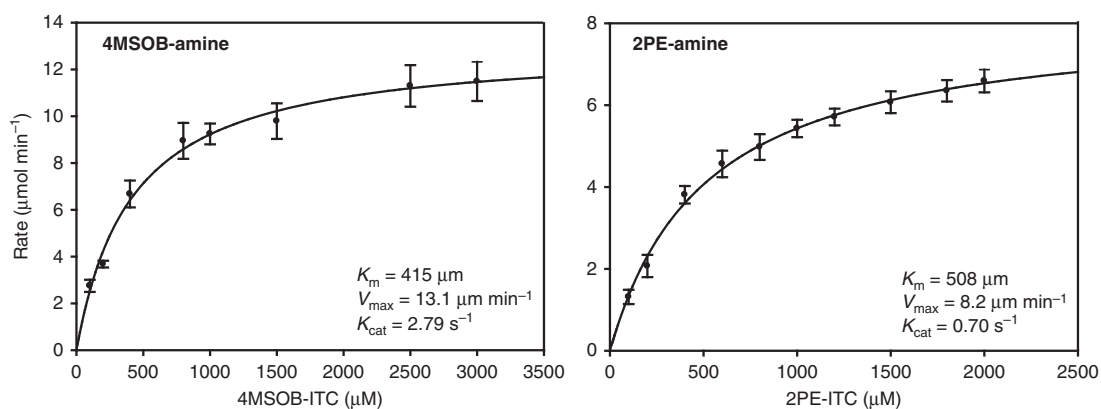 4MSOB-amine
14
12
10
8
6
4
2
0
Rate (μmol min⁻¹)
Kₘ = 415 μm
Vₘₐₓ = 13.1 μm min⁻¹
K꜀ₐₜ = 2.79 s⁻¹
0 500 1000 1500 2000 2500 3000 3500
4MSOB-ITC (μM)
2PE-amine
8
6
4
2
0
Kₘ = 508 μm
Vₘₐₓ = 8.2 μm min⁻¹
K꜀ₐₜ = 0.70 s⁻¹
0 500 1000 1500 2000 2500
2PE-ITC (μM)